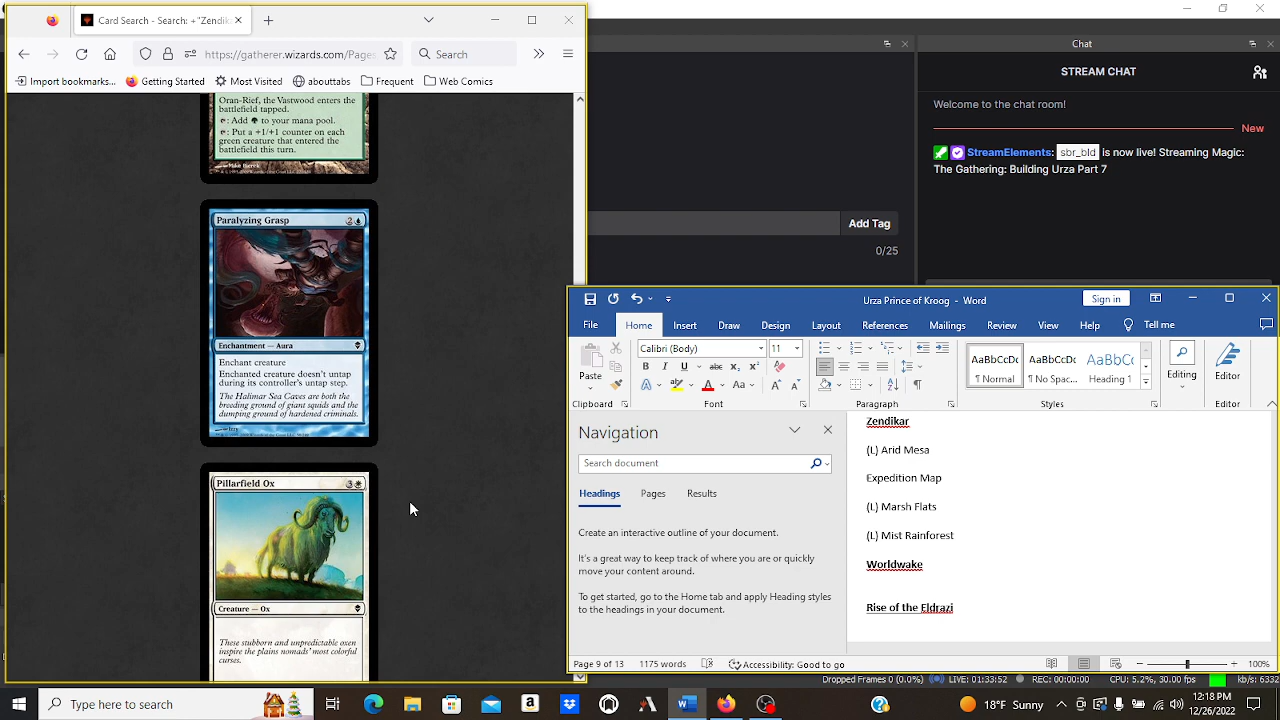 Card Search - Search: +"Zendik
https://gatherer.wizards.com/Pages
Search
Import bookmarks...
Getting Started
Most Visited
abouttabs
Frequent
Web Comics
Oran-Rief, the Vastwood enters the
battlefield tapped.
: Add to your mana pool.
: Put a +1/+1 counter on each
green creature that entered the
battlefield this turn.
Paralyzing Grasp 2
Enchantment — Aura
Enchant creature
Enchanted creature doesn't untap
during its controller's untap step.
The Halimar Sea Caves are both the
breeding ground of giant squids and the
dumping ground of hardened criminals.
Pillarfield Ox 3
Creature — Ox
These stubborn and unpredictable oxen
inspire the plains nomads' most colorful
curses.
Chat
STREAM CHAT
Welcome to the chat room!
New
StreamElements: sbr_bld is now live! Streaming Magic:
The Gathering: Building Urza Part 7
Add Tag
0/25
Urza Prince of Kroog - Word
Sign in
File
Home
Insert
Draw
Design
Layout
References
Mailings
Review
View
Help
Tell me
Paste
Clipboard
Calibri (Body)
11
Font
Paragraph
AaBbCcDc
¶ Normal
AaBbCcDc
¶ No Spac...
AaBbCc
Heading 1
Styles
Editing
Editor
Editor
Navigation
Search document
Headings
Pages
Results
Create an interactive outline of your document.
It's a great way to keep track of where you are or quickly
move your content around.
To get started, go to the Home tab and apply Heading styles
to the headings in your document.
Zendikar
(L) Arid Mesa
Expedition Map
(L) Marsh Flats
(L) Mist Rainforest
Worldwake
Rise of the Eldrazi
Page 9 of 13
1175 words
Accessibility: Good to go
100%
Dropped Frames 0 (0.0%)
LIVE: 01:33:52
REC: 00:00:00
CPU: 5.2%, 30.00 fps
kb/s: 6332
Type here to search
18°F Sunny
12:18 PM
12/26/2022